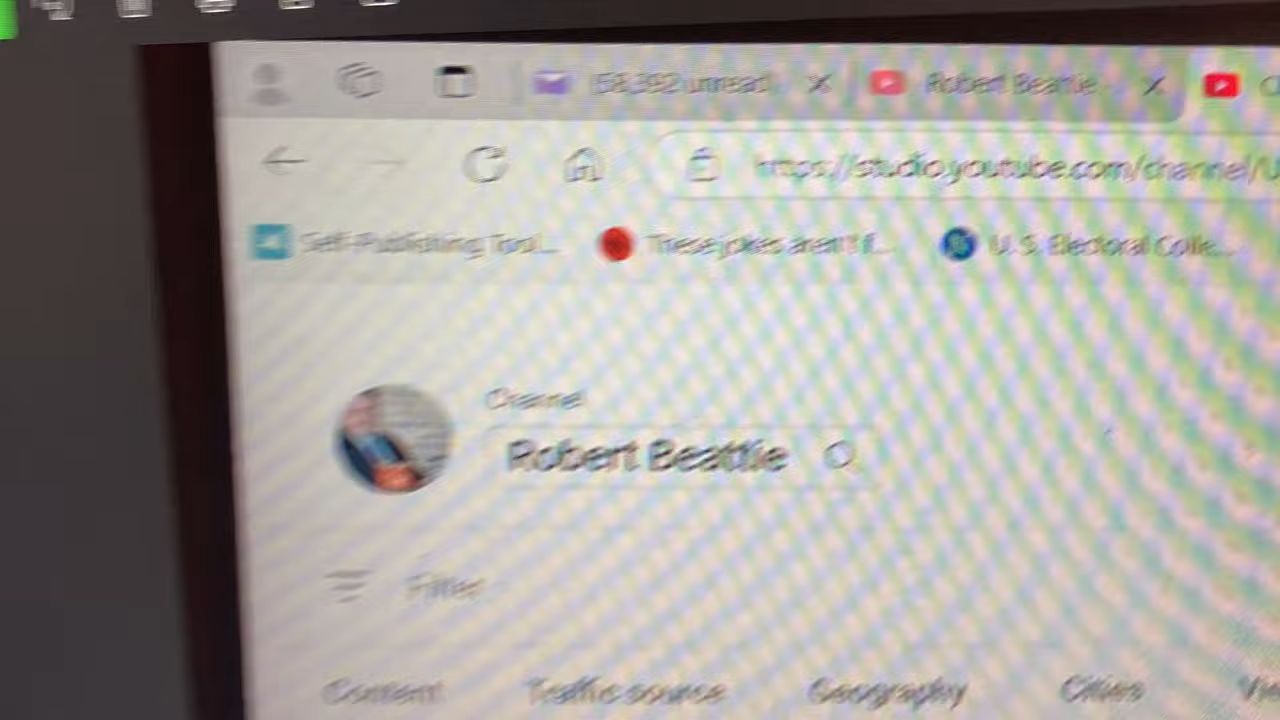 (58,392 unread
Robert Beattie
https://studio.youtube.com/channel/U
Self-Publishing Tool...
These jokes aren't f...
U. S. Electoral Colle...
Channel
Robert Beattie
Filter
Content
Traffic source
Geography
Cities